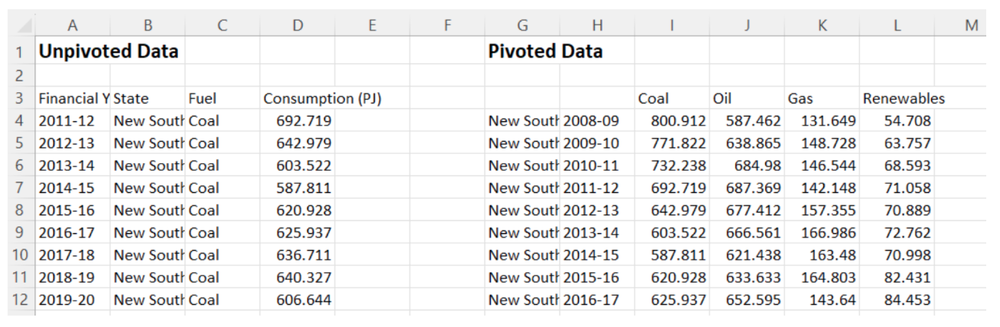 A B C D E F G H I J K L M
1 Unpivoted Data Pivoted Data
2
3 Financial Y State Fuel Consumption (PJ) Coal Oil Gas Renewables
4 2011-12 New South Coal 692.719 New South 2008-09 800.912 587.462 131.649 54.708
5 2012-13 New South Coal 642.979 New South 2009-10 771.822 638.865 148.728 63.757
6 2013-14 New South Coal 603.522 New South 2010-11 732.238 684.98 146.544 68.593
7 2014-15 New South Coal 587.811 New South 2011-12 692.719 687.369 142.148 71.058
8 2015-16 New South Coal 620.928 New South 2012-13 642.979 677.412 157.355 70.889
9 2016-17 New South Coal 625.937 New South 2013-14 603.522 666.561 166.986 72.762
10 2017-18 New South Coal 636.711 New South 2014-15 587.811 621.438 163.48 70.998
11 2018-19 New South Coal 640.327 New South 2015-16 620.928 633.633 164.803 82.431
12 2019-20 New South Coal 606.644 New South 2016-17 625.937 652.595 143.64 84.453